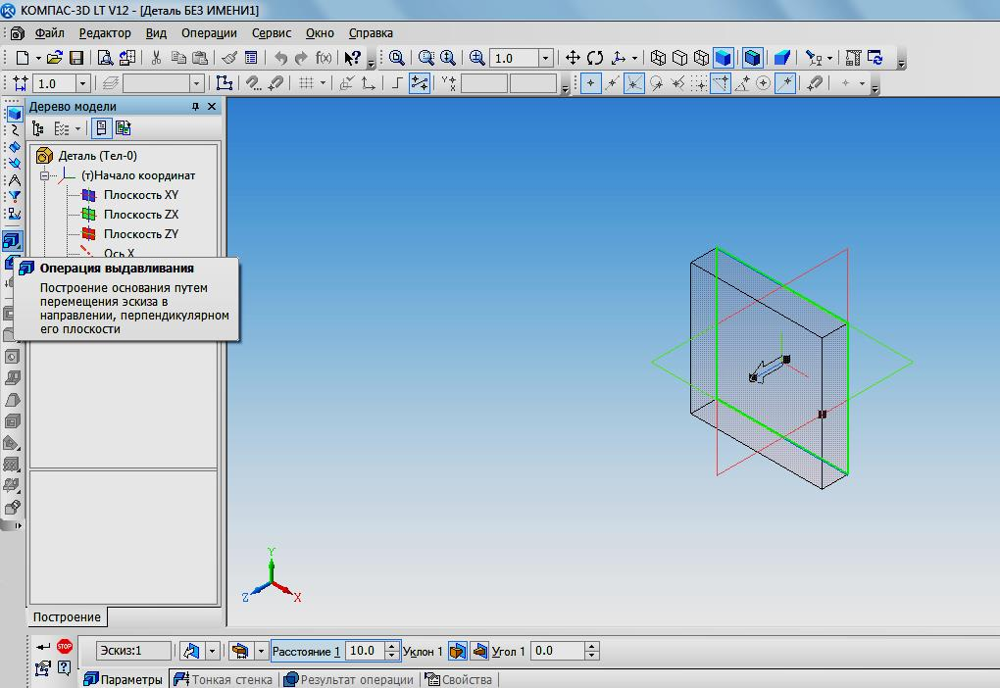 КОМПАС-3D LT V12 - [Деталь БЕЗ ИМЕНИ1]
Файл Редактор Вид Операции Сервис Окно Справка
f(x) 1.0
1.0
Дерево модели
Деталь (Тел-0)
(т)Начало координат
Плоскость XY
Плоскость ZX
Плоскость ZY
Ось X
Операция выдавливания
Построение основания путем
перемещения эскиза в
направлении, перпендикулярном
его плоскости
Y
Z X
Построение
STOP Эскиз:1 Расстояние 1 10.0 Уклон 1 Угол 1 0.0
Параметры Тонкая стенка Результат операции Свойства